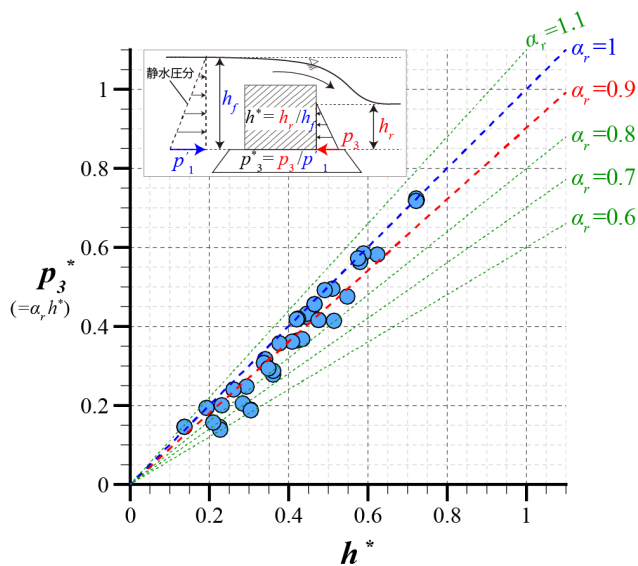 α_r=1.1
α_r=1
α_r=0.9
α_r=0.8
α_r=0.7
α_r=0.6
静水圧分
h_f
h*= h_r/h_f
h_r
p_3
p'_1
p*_3= p_3/p'_1
1
0.8
0.6
0.4
0.2
0
p_3*
(=α_r h*)
0
0.2
0.4
0.6
0.8
1
h*